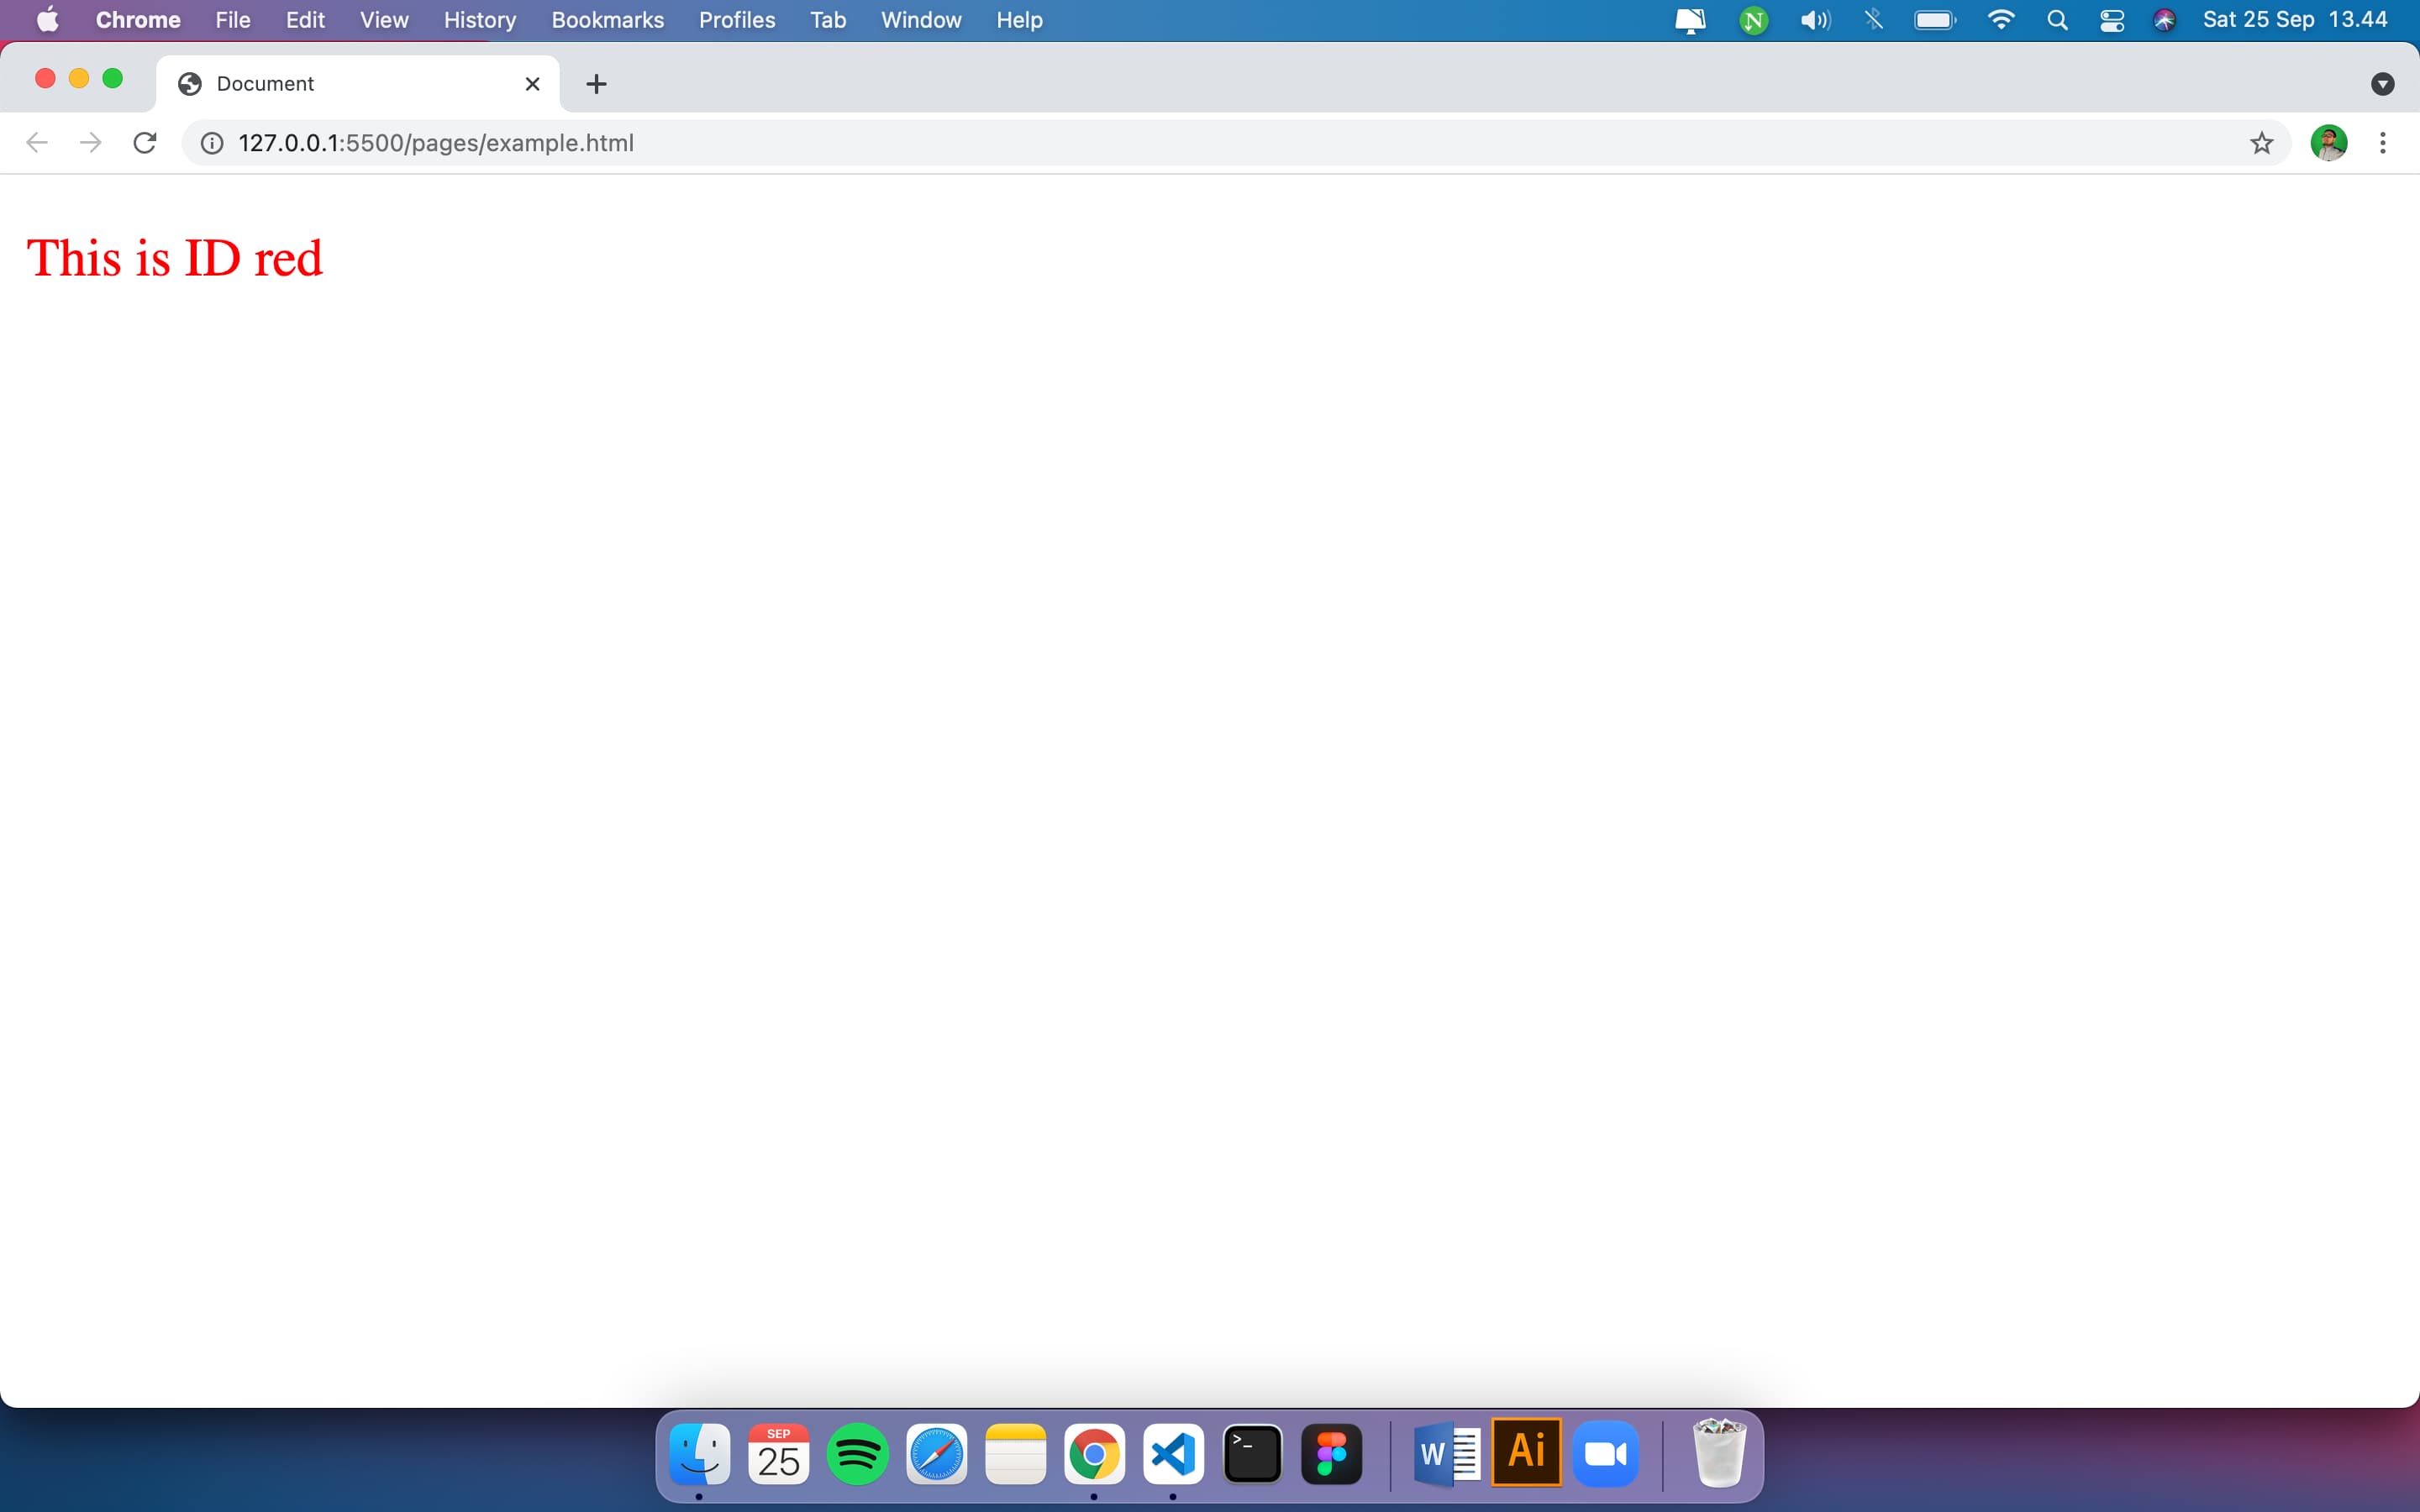 Chrome File Edit View History Bookmarks Profiles Tab Window Help N Sat 25 Sep 13.44
Document
127.0.0.1:5500/pages/example.html
This is ID red
SEP
25
>_
W
Ai